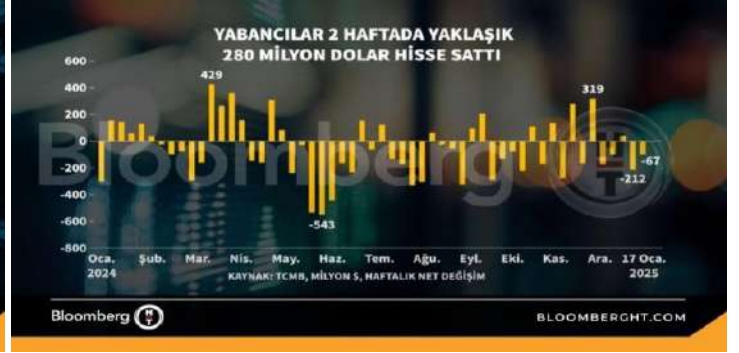 YABANCILAR 2 HAFTADA YAKLAŞIK
280 MİLYON DOLAR HİSSE SATTI
600
400
200
0
-200
-400
-600
-800
429
-543
319
-212
-67
Oca. Şub. Mar. Nis. May. Haz. Tem. Ağu. Eyl. Eki. Kas. Ara. 17 Oca.
2024 2025
KAYNAK: TCMB, MİLYON $, HAFTALIK NET DEĞİŞİM
Bloomberg HT
Bloomberg HT
BLOOMBERGHT.COM